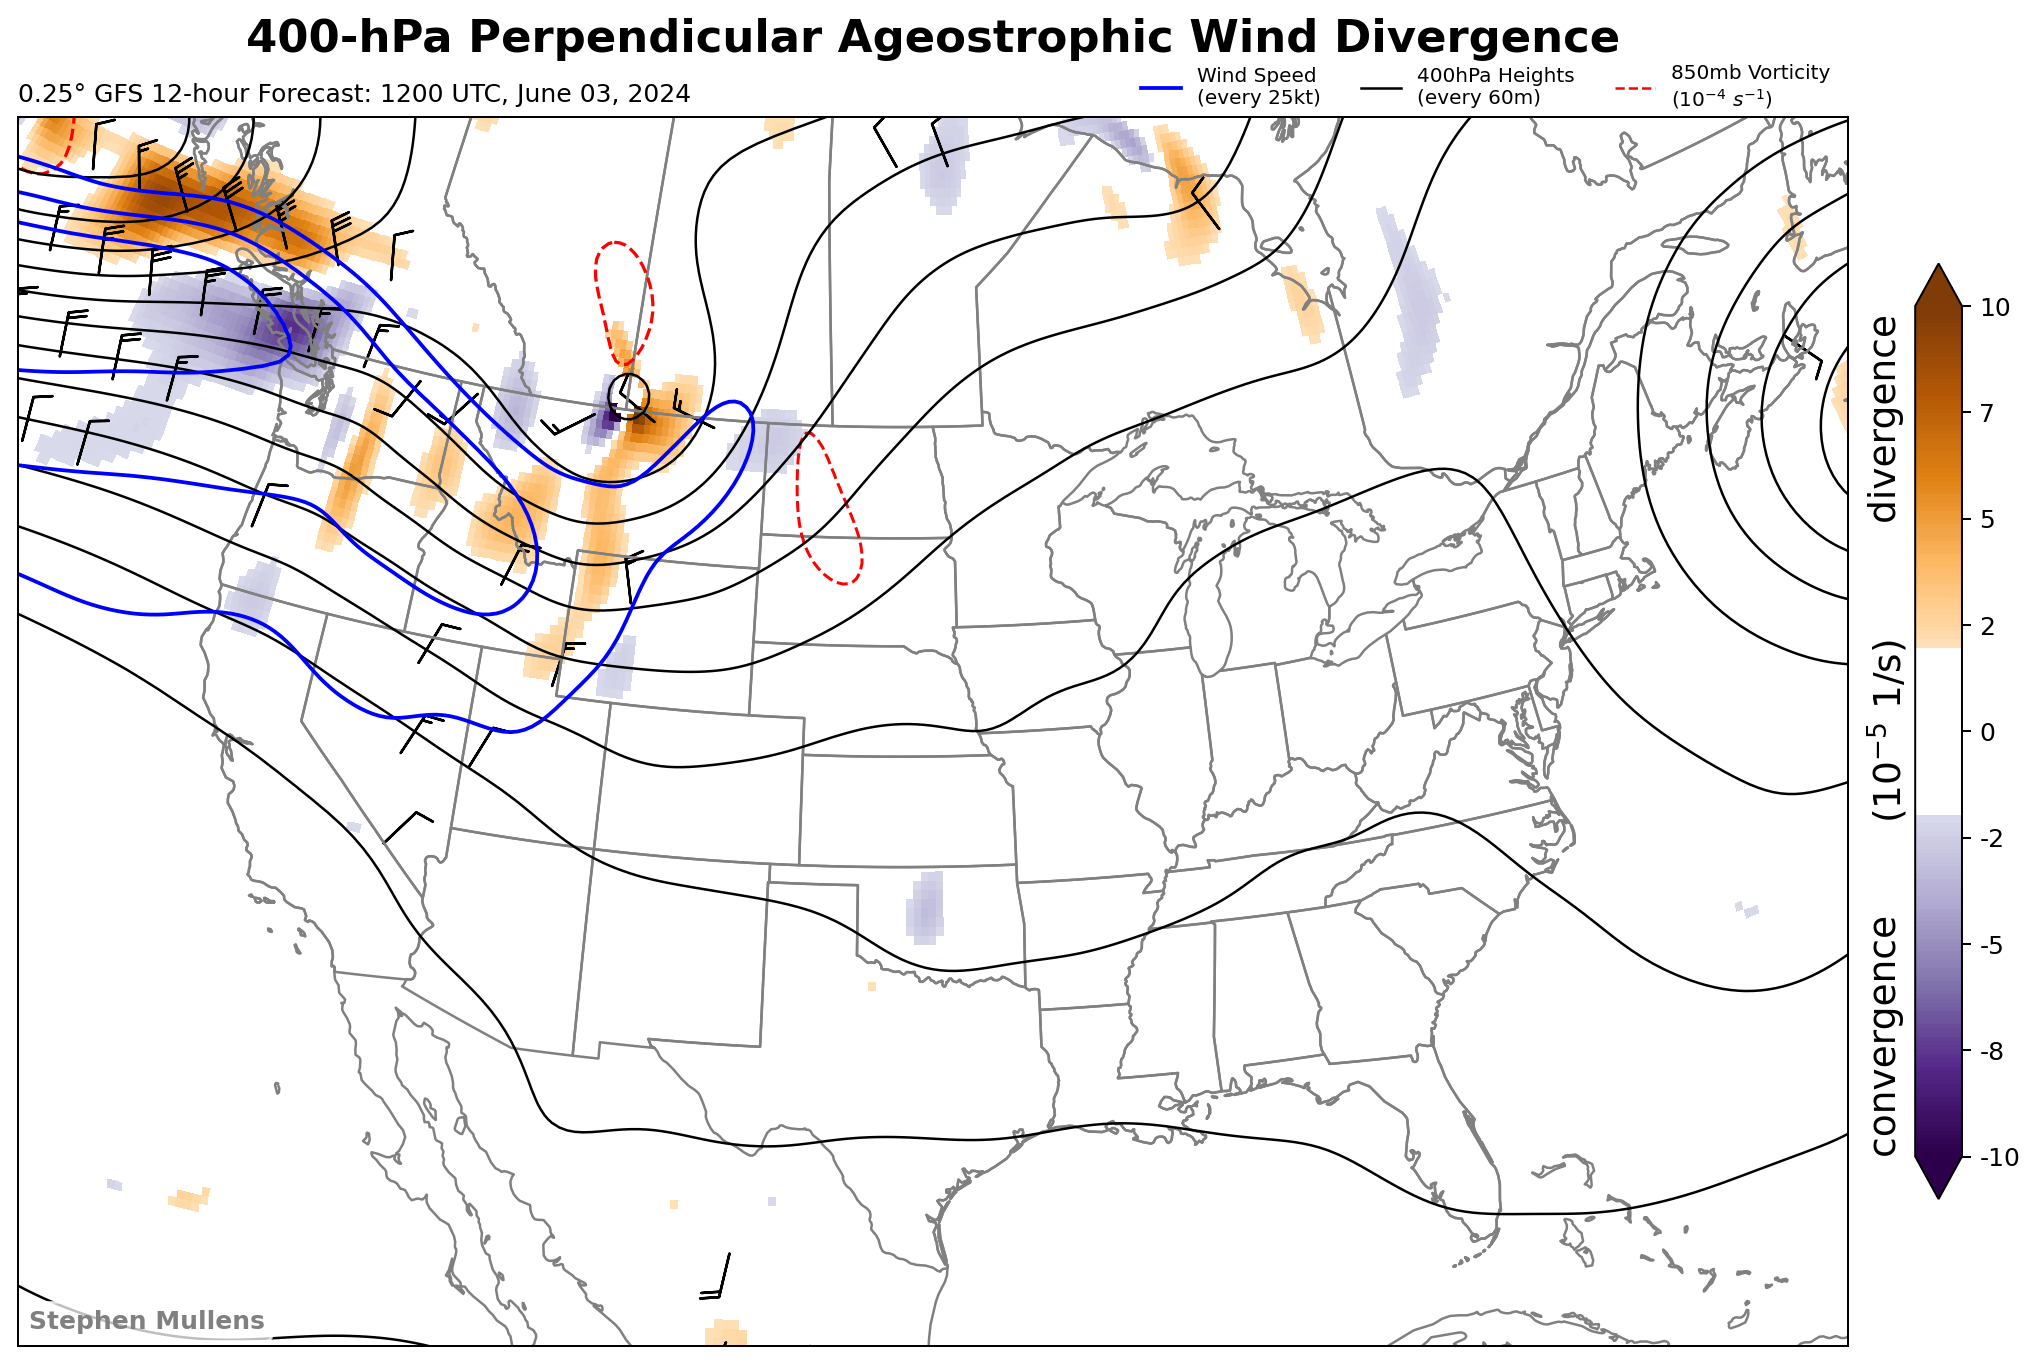 400-hPa Perpendicular Ageostrophic Wind Divergence
0.25° GFS 12-hour Forecast: 1200 UTC, June 03, 2024
Wind Speed
(every 25kt)
400hPa Heights
(every 60m)
850mb Vorticity
(10⁻⁴ s⁻¹)
10
7
5
2
0
-2
-5
-8
-10
convergence (10⁻⁵ 1/s) divergence
Stephen Mullens